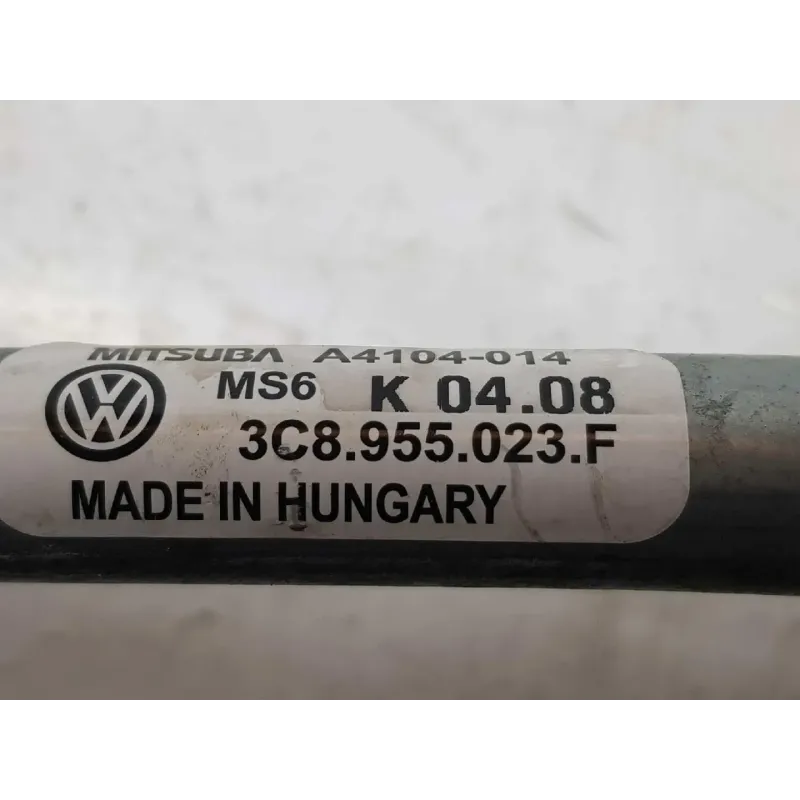 MITSUBA A4104-014
MS6 K 04.08
3C8.955.023.F
MADE IN HUNGARY